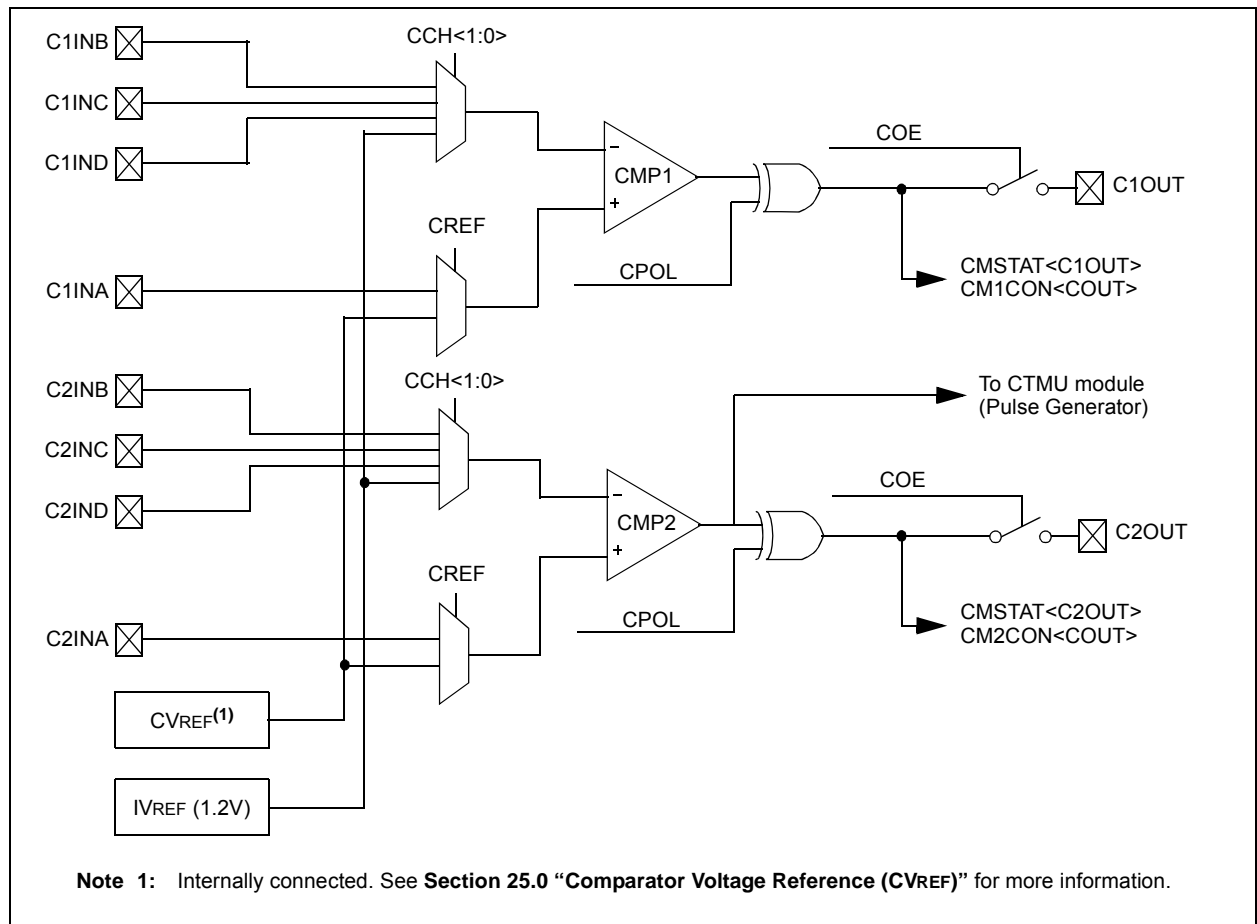 CCH<1:0>
C1INB
C1INC
C1IND
COE
CMP1
−
+
C1OUT
CREF
CPOL
CMSTAT<C1OUT>
CM1CON<COUT>
C1INA
C2INB
CCH<1:0>
To CTMU module
(Pulse Generator)
C2INC
C2IND
COE
CMP2
−
+
C2OUT
CREF
CPOL
CMSTAT<C2OUT>
CM2CON<COUT>
C2INA
CVREF(1)
IVREF (1.2V)
Note 1: Internally connected. See Section 25.0 “Comparator Voltage Reference (CVREF)” for more information.